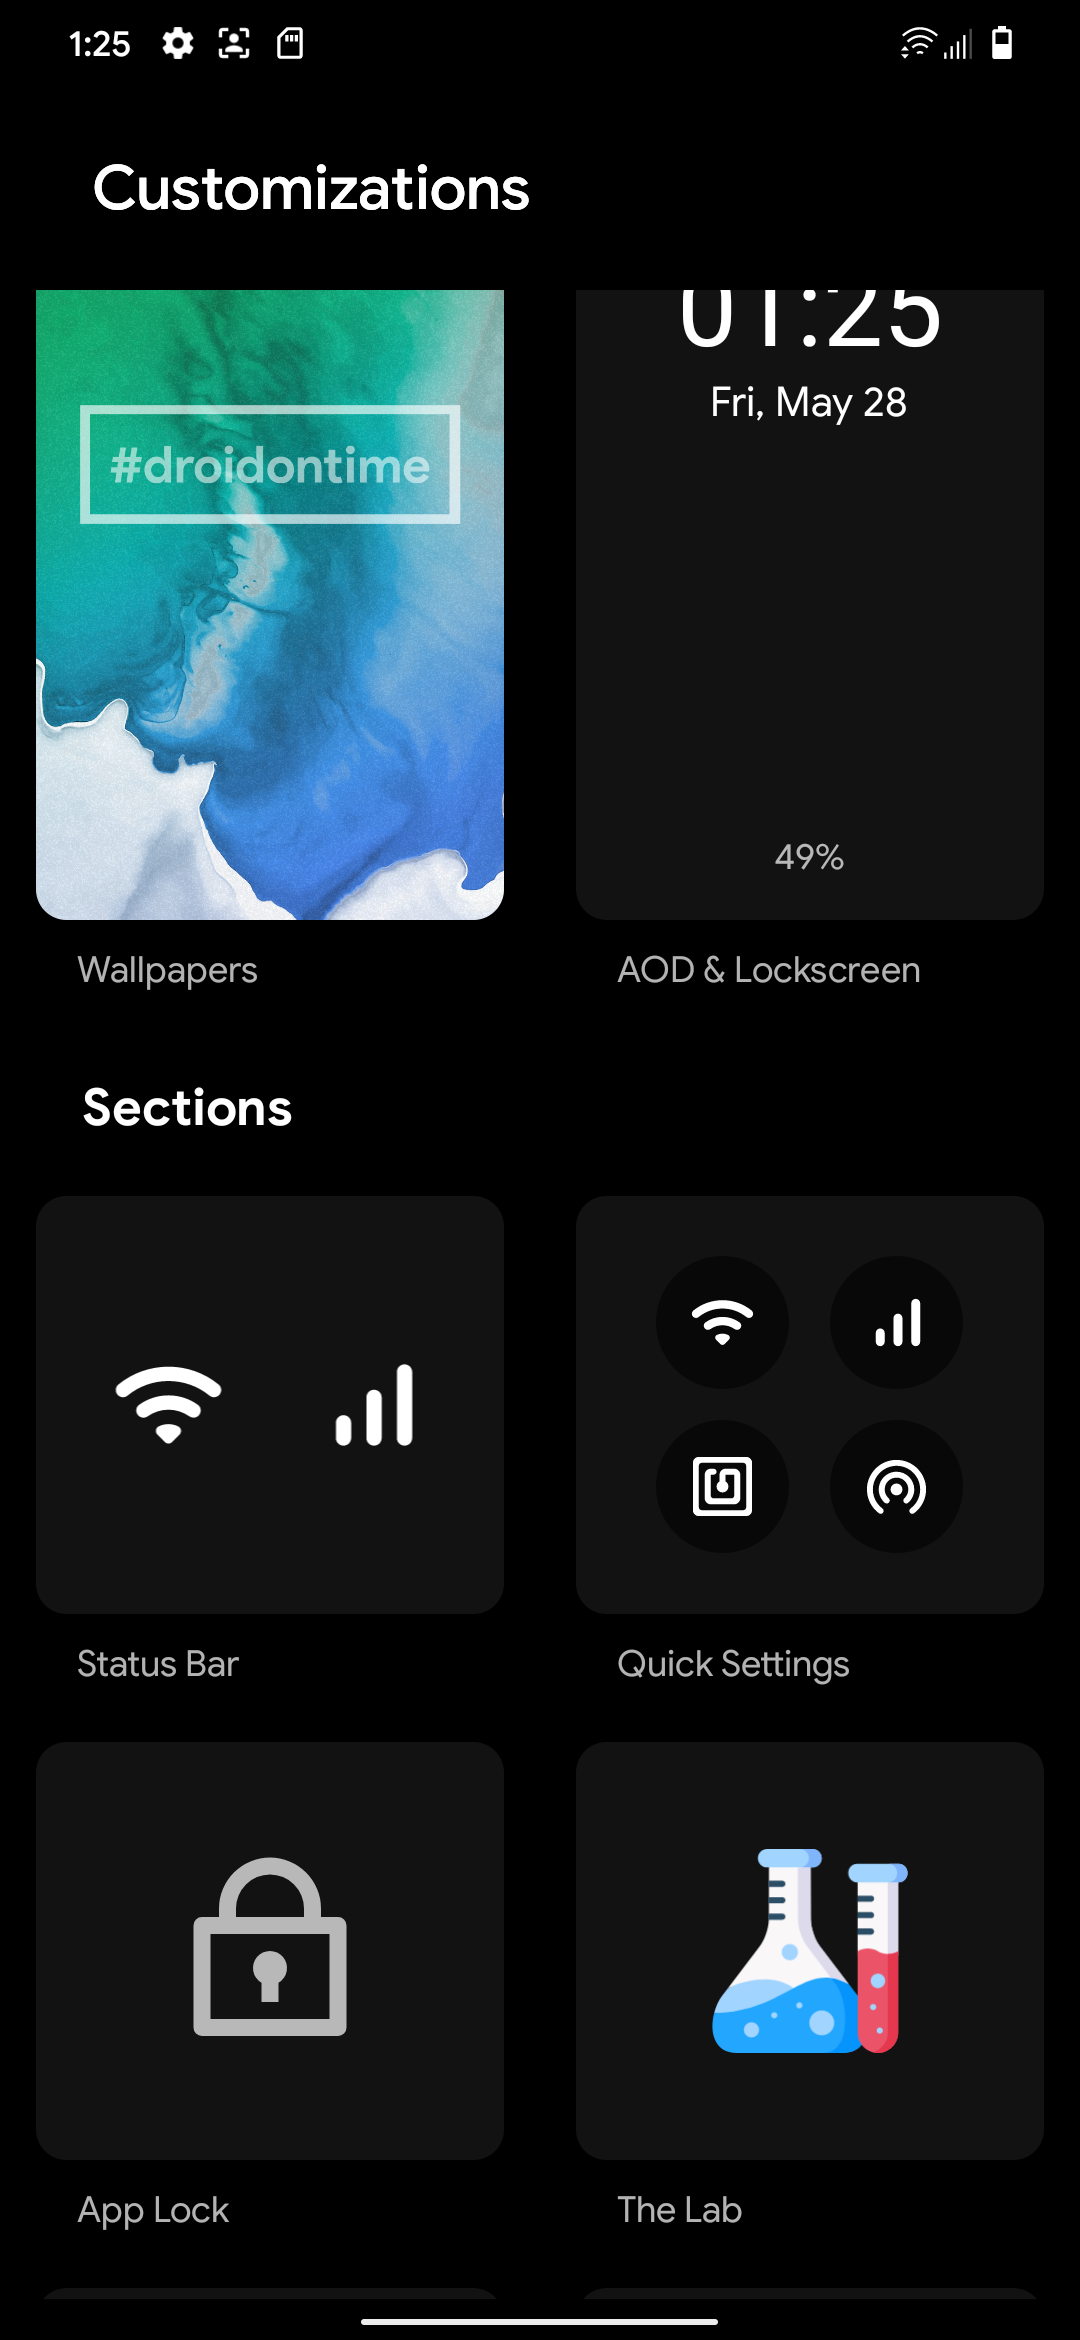 1:25
Customizations
#droidontime
01:25
Fri, May 28
49%
Wallpapers
AOD & Lockscreen
Sections
Status Bar
Quick Settings
App Lock
The Lab